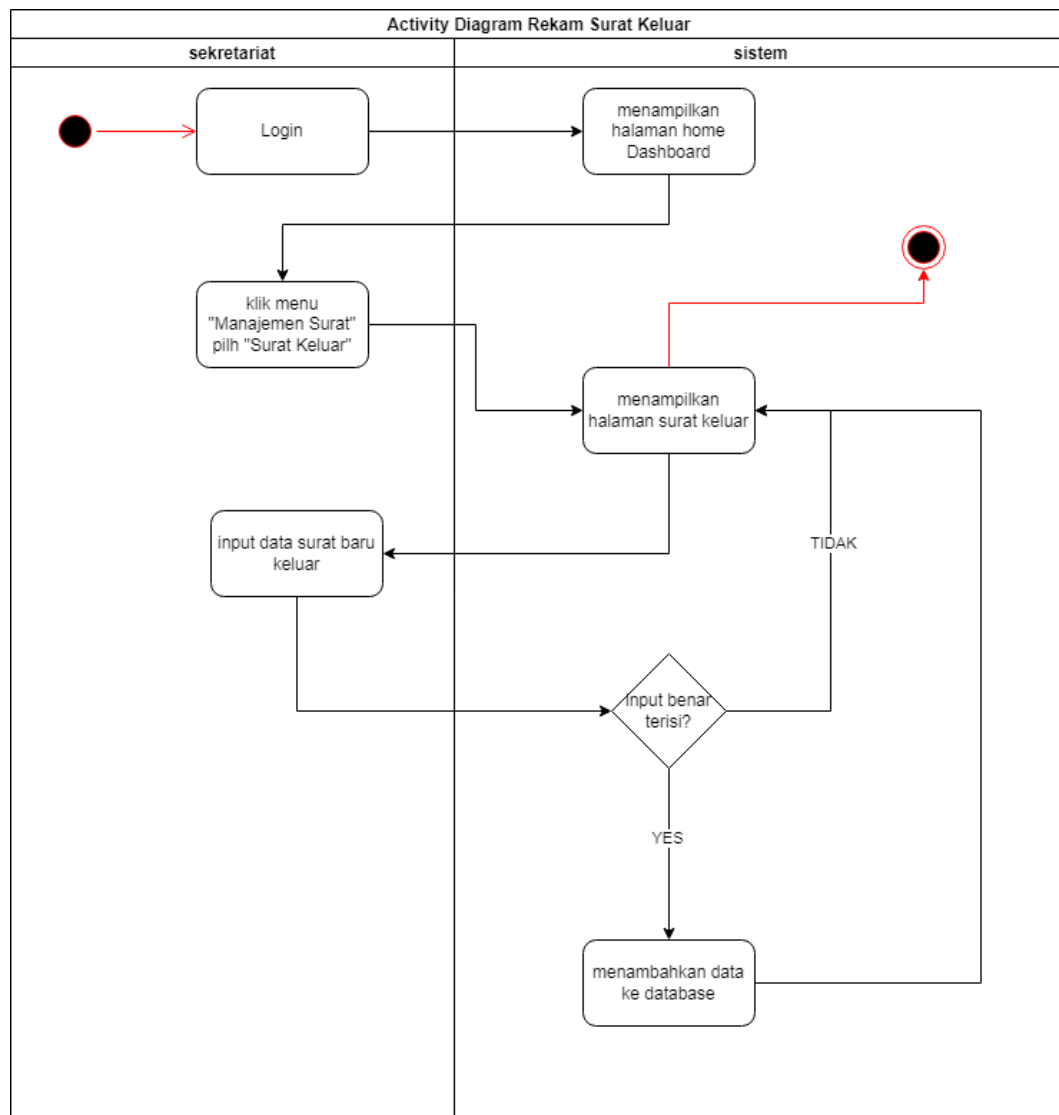 Activity Diagram Rekam Surat Keluar
sekretariat
sistem
Login
menampilkan
halaman home
Dashboard
klik menu
"Manajemen Surat"
pilh "Surat Keluar"
menampilkan
halaman surat keluar
input data surat baru
keluar
TIDAK
Input benar
terisi?
YES
menambahkan data
ke database